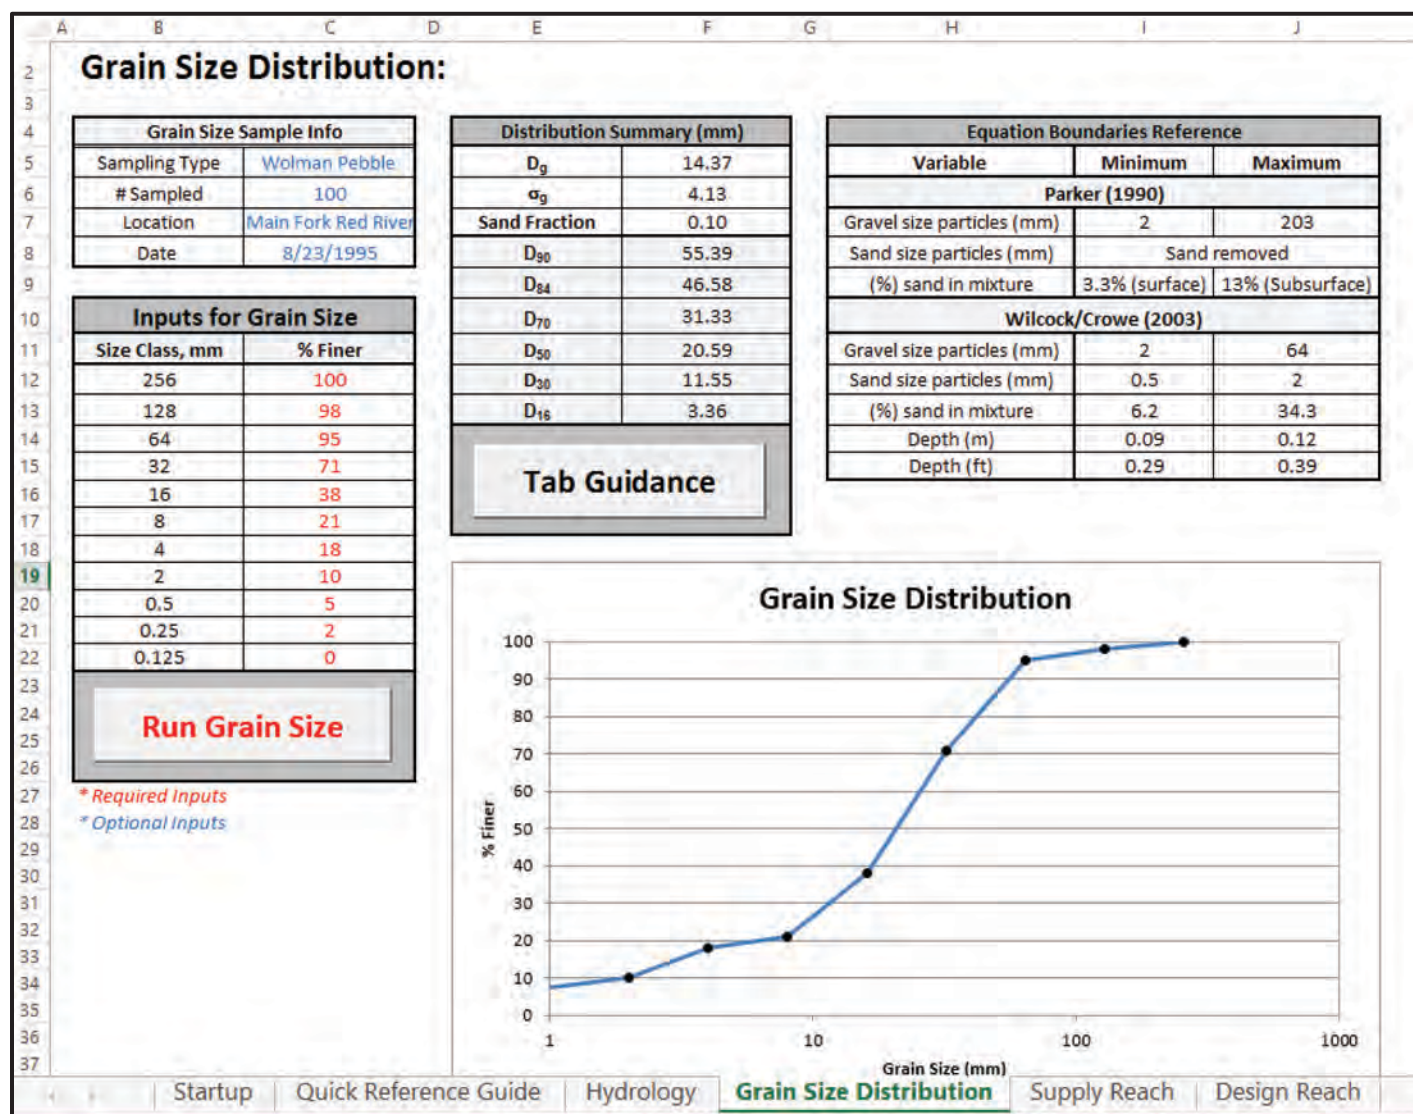 A B C D E F G H I J
2 Grain Size Distribution:
3
4 Grain Size Sample Info Distribution Summary (mm) Equation Boundaries Reference
5 Sampling Type Wolman Pebble Dg 14.37 Variable Minimum Maximum
6 # Sampled 100 σg 4.13 Parker (1990)
7 Location Main Fork Red River Sand Fraction 0.10 Gravel size particles (mm) 2 203
8 Date 8/23/1995 D90 55.39 Sand size particles (mm) Sand removed
9 D84 46.58 (%) sand in mixture 3.3% (surface) 13% (Subsurface)
10 Inputs for Grain Size D70 31.33 Wilcock/Crowe (2003)
11 Size Class, mm % Finer D50 20.59 Gravel size particles (mm) 2 64
12 256 100 D30 11.55 Sand size particles (mm) 0.5 2
13 128 98 D16 3.36 (%) sand in mixture 6.2 34.3
14 64 95 Depth (m) 0.09 0.12
15 32 71 Tab Guidance Depth (ft) 0.29 0.39
16 16 38
17 8 21
18 4 18
19 2 10
20 0.5 5
21 0.25 2
22 0.125 0
23
24 Run Grain Size
25
26
27 * Required Inputs
28 * Optional Inputs
29
30
31
32
33
34
35
36
37
Grain Size Distribution
100
90
80
70
60
50
40
30
20
10
0
% Finer
1 10 100 1000
Grain Size (mm)
Startup Quick Reference Guide Hydrology Grain Size Distribution Supply Reach Design Reach